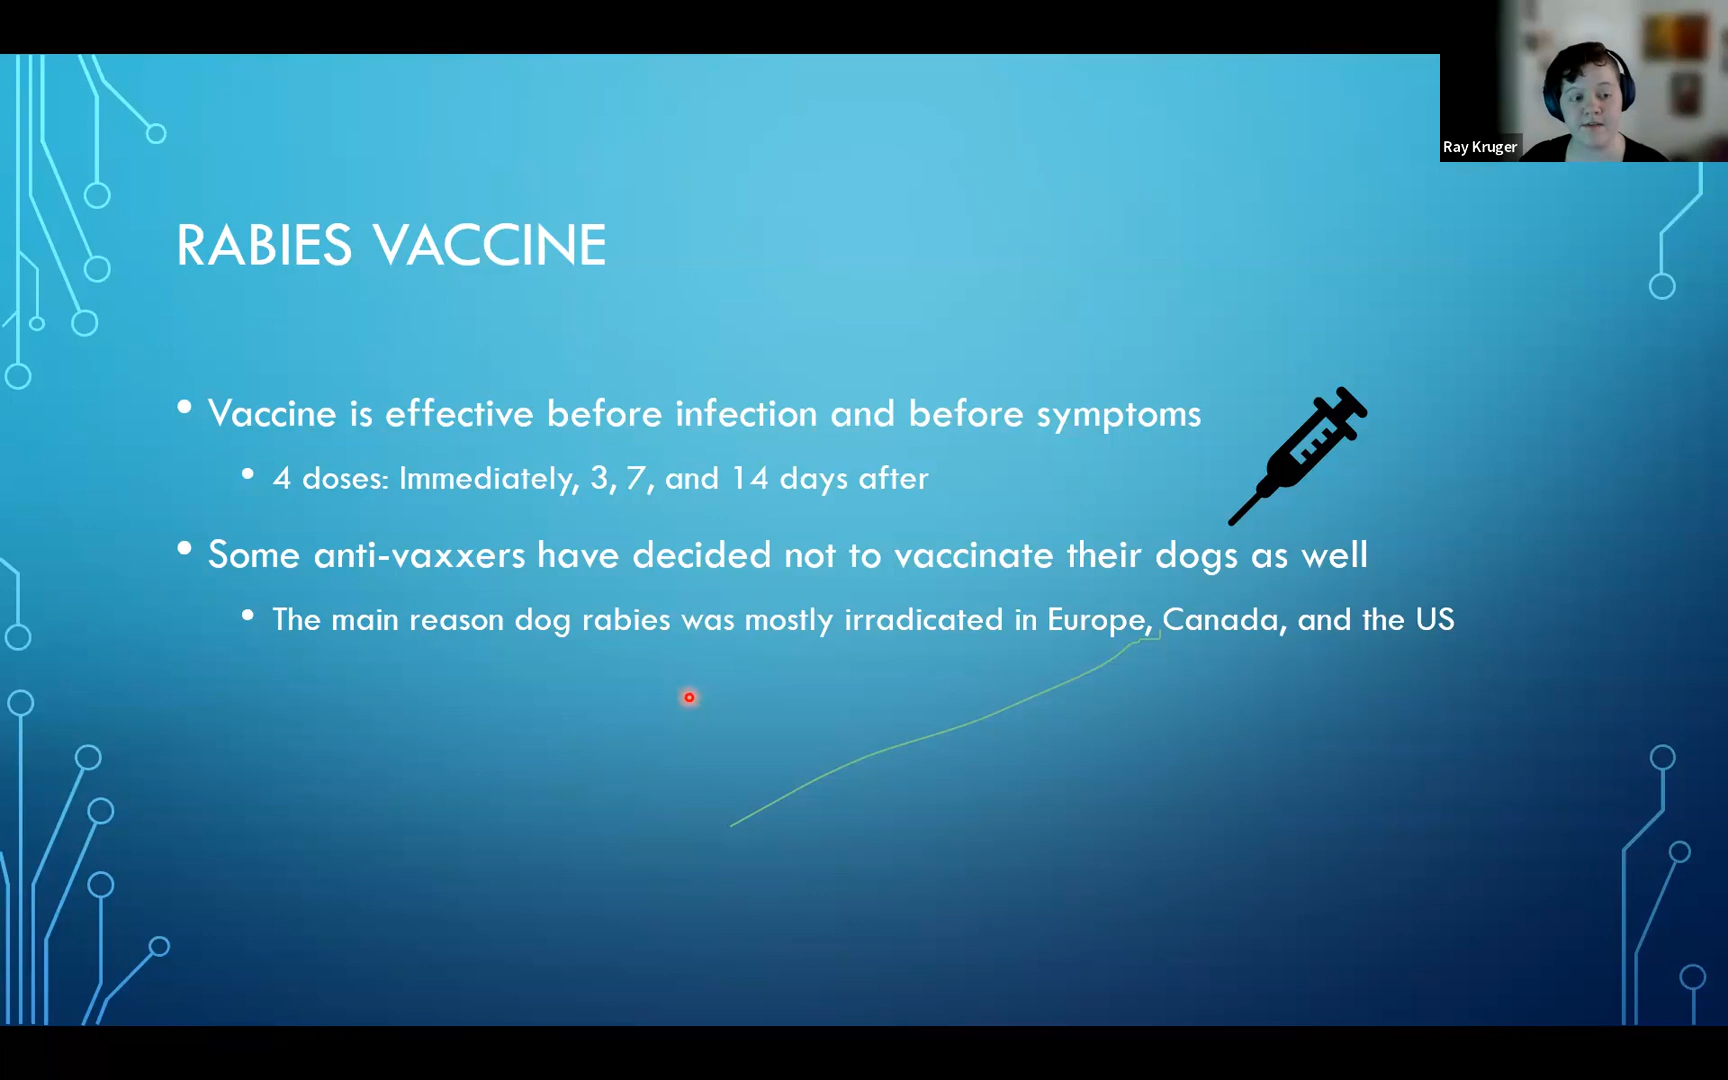 Ray Kruger
RABIES VACCINE
• Vaccine is effective before infection and before symptoms
• 4 doses: Immediately, 3, 7, and 14 days after
• Some anti-vaxxers have decided not to vaccinate their dogs as well
• The main reason dog rabies was mostly irradicated in Europe, Canada, and the US